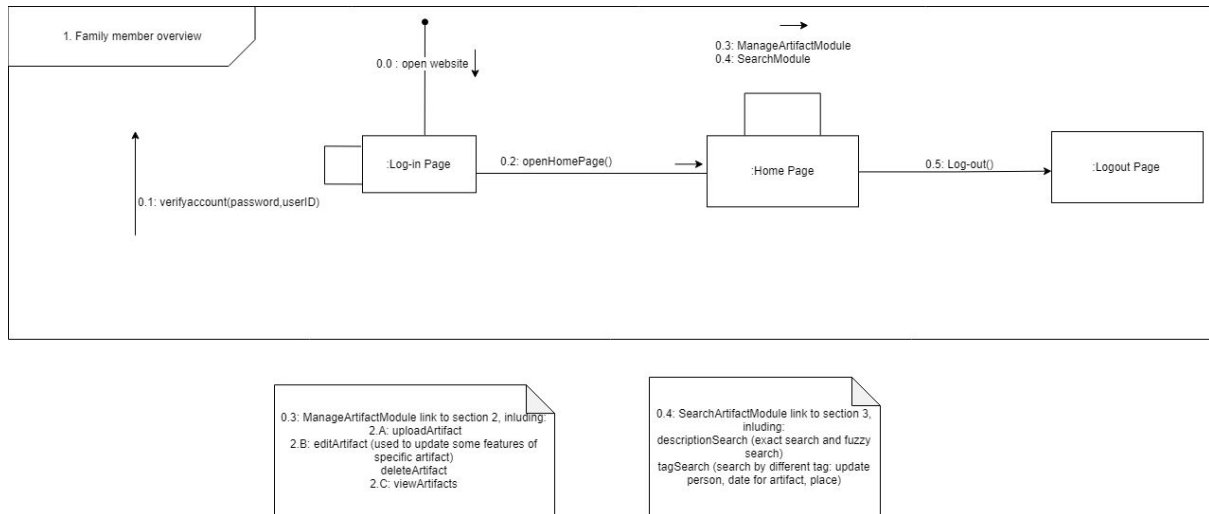 1. Family member overview
0.0 : open website
0.3: ManageArtifactModule
0.4: SearchModule
:Log-in Page
0.2: openHomePage()
:Home Page
0.5: Log-out()
:Logout Page
0.1: verifyaccount(password,userID)
0.3: ManageArtifactModule link to section 2, inluding:
2.A: uploadArtifact
2.B: editArtifact (used to update some features of
specific artifact)
deleteArtifact
2.C: viewArtifacts
0.4: SearchArtifactModule link to section 3,
inluding:
descriptionSearch (exact search and fuzzy
search)
tagSearch (search by different tag: update
person, date for artifact, place)